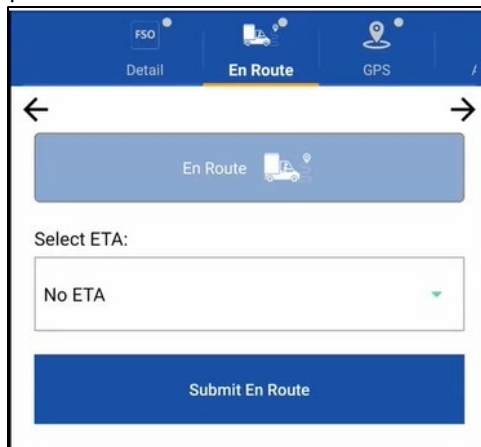 FSO
Detail
En Route
GPS
En Route
Select ETA:
No ETA
Submit En Route